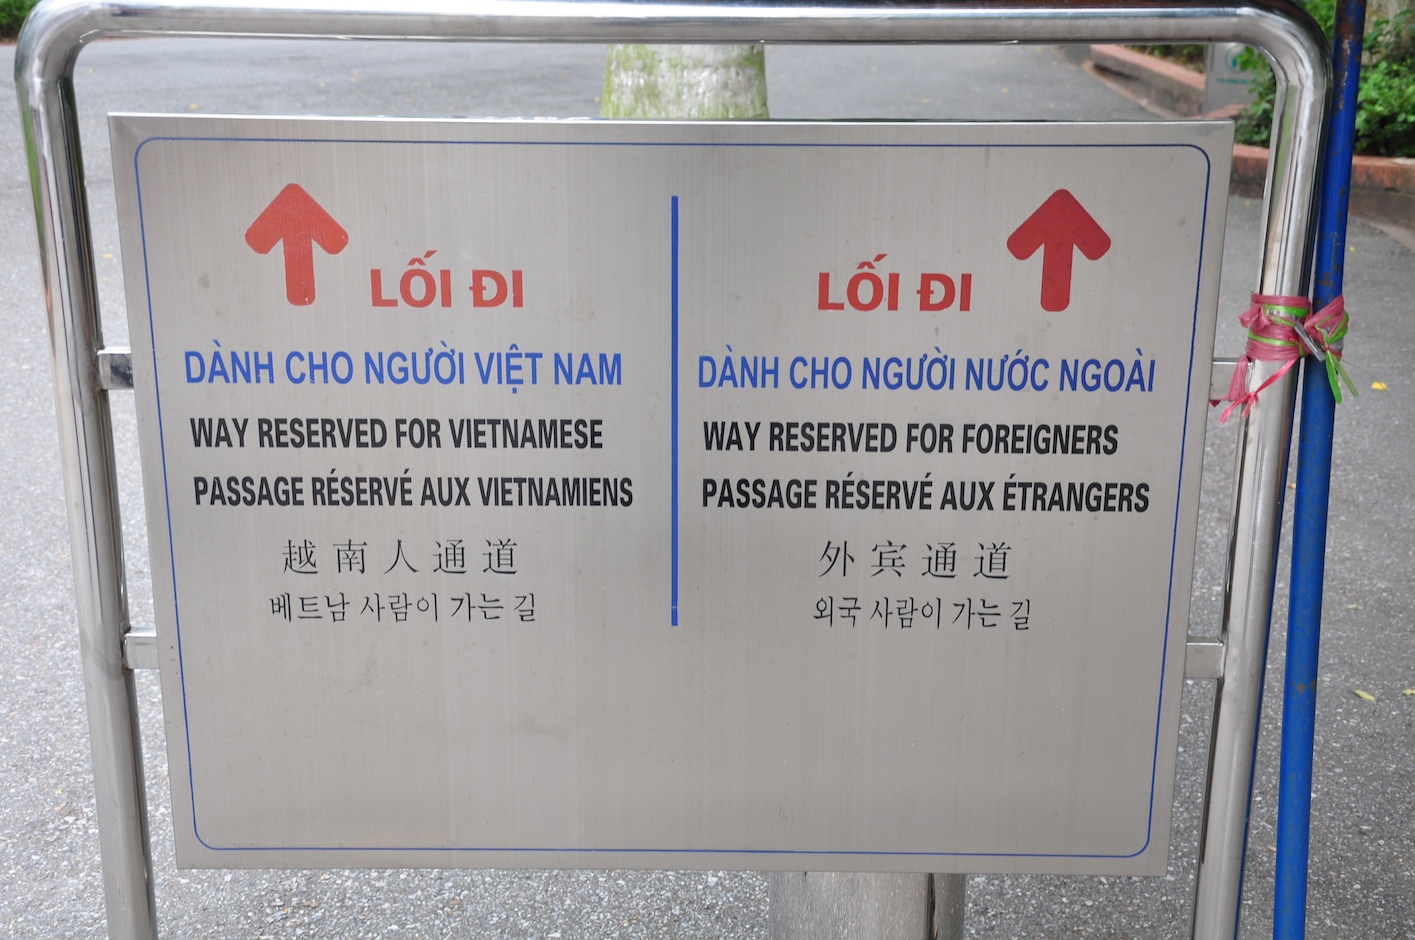 LỐI ĐI
DÀNH CHO NGƯỜI VIỆT NAM
WAY RESERVED FOR VIETNAMESE
PASSAGE RÉSERVÉ AUX VIETNAMIENS
越南人通道
베트남 사람이 가는 길
LỐI ĐI
DÀNH CHO NGƯỜI NƯỚC NGOÀI
WAY RESERVED FOR FOREIGNERS
PASSAGE RÉSERVÉ AUX ÉTRANGERS
外宾通道
외국 사람이 가는 길